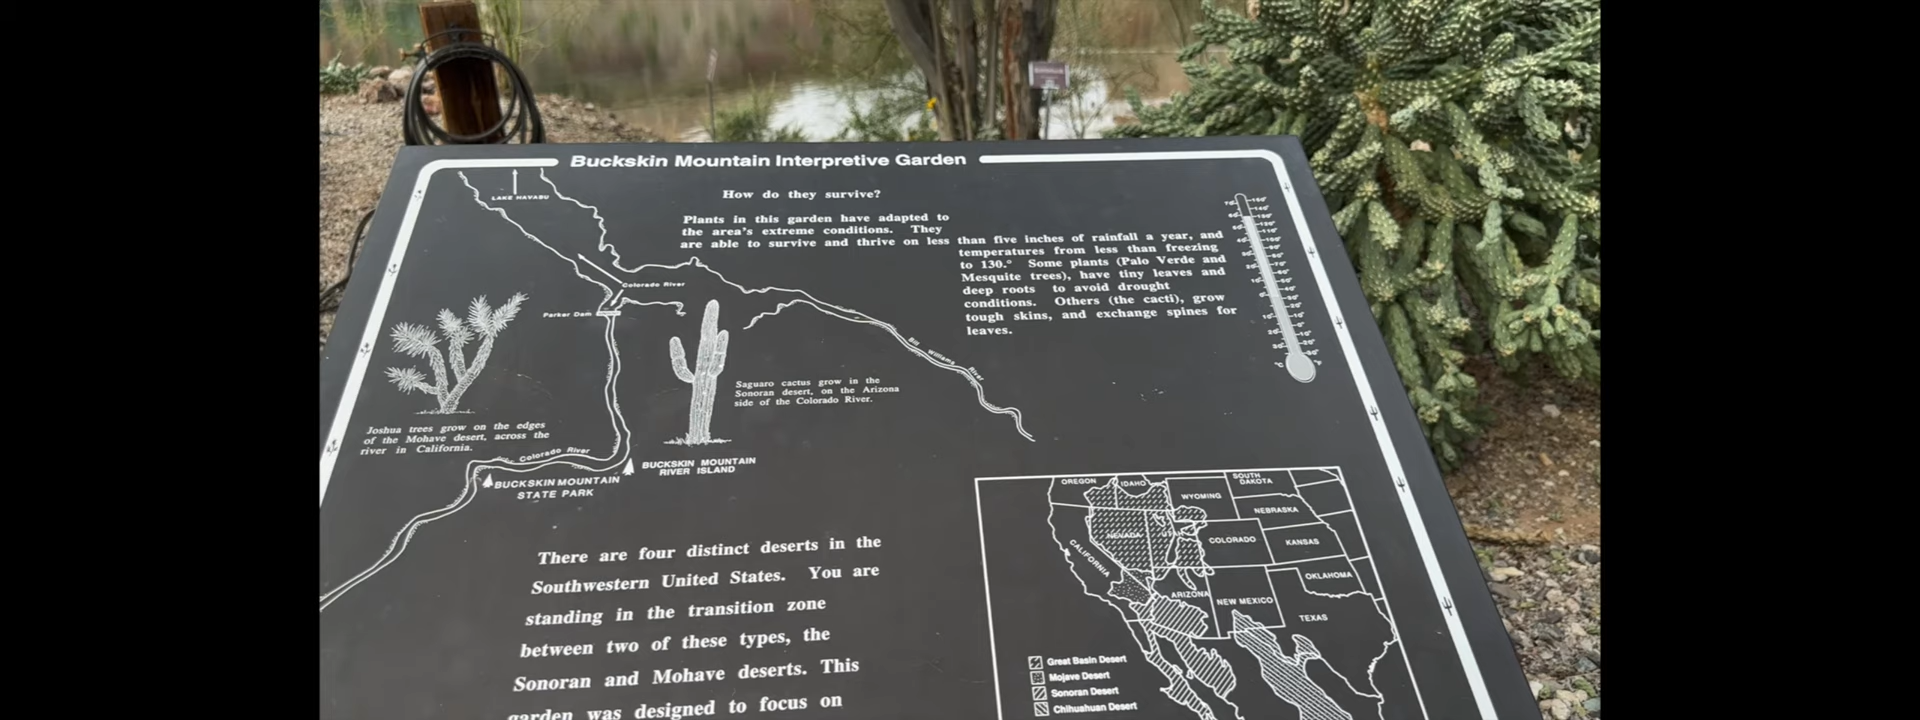 Buckskin Mountain Interpretive Garden
LAKE HAVASU
How do they survive?
Plants in this garden have adapted to
the area's extreme conditions. They
are able to survive and thrive on less
than five inches of rainfall a year, and
temperatures from less than freezing
to 130.° Some plants (Palo Verde and
Mesquite trees), have tiny leaves and
deep roots to avoid drought
conditions. Others (the cacti), grow
tough skins, and exchange spines for
leaves.
°C
°F
Colorado River
Parker Dam
Bill Williams River
Saguaro cactus grow in the
Sonoran desert, on the Arizona
side of the Colorado River.
Joshua trees grow on the edges
of the Mohave desert, across the
river in California.
Colorado River
BUCKSKIN MOUNTAIN
RIVER ISLAND
BUCKSKIN MOUNTAIN
STATE PARK
There are four distinct deserts in the
Southwestern United States. You are
standing in the transition zone
between two of these types, the
Sonoran and Mohave deserts. This
garden was designed to focus on
OREGON
IDAHO
WYOMING
SOUTH
DAKOTA
NEBRASKA
NEVADA
UTAH
COLORADO
KANSAS
CALIFORNIA
ARIZONA
NEW MEXICO
OKLAHOMA
TEXAS
Great Basin Desert
Mojave Desert
Sonoran Desert
Chihuahuan Desert